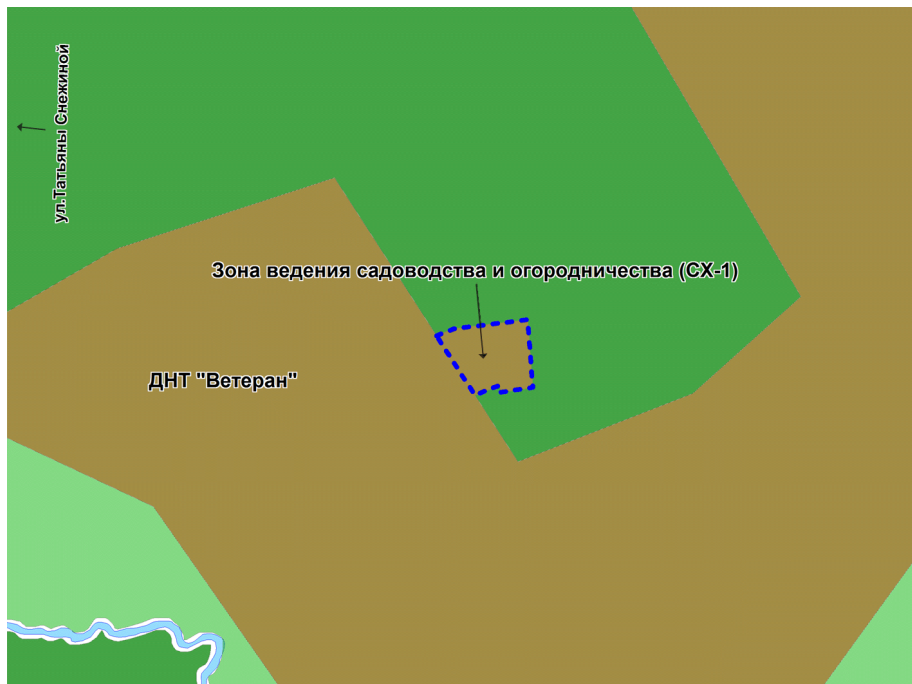 ул.Татьяны Снежиной
Зона ведения садоводства и огородничества (СХ-1)
ДНТ "Ветеран"